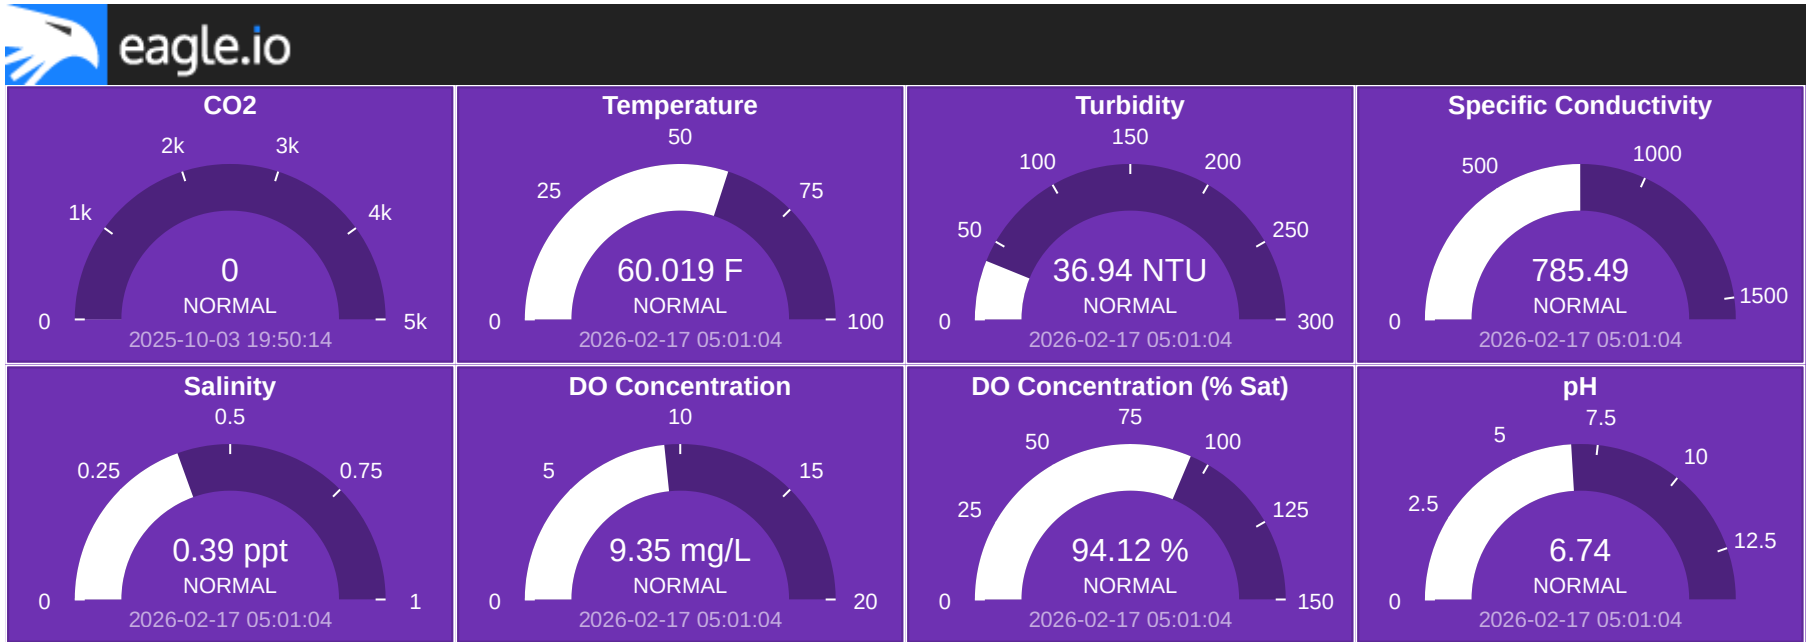 eagle.io
CO2
0
1k
2k
3k
4k
5k
0
NORMAL
2025-10-03 19:50:14
Temperature
0
25
50
75
100
60.019 F
NORMAL
2026-02-17 05:01:04
Turbidity
0
50
100
150
200
250
300
36.94 NTU
NORMAL
2026-02-17 05:01:04
Specific Conductivity
0
500
1000
1500
785.49
NORMAL
2026-02-17 05:01:04
Salinity
0
0.25
0.5
0.75
1
0.39 ppt
NORMAL
2026-02-17 05:01:04
DO Concentration
0
5
10
15
20
9.35 mg/L
NORMAL
2026-02-17 05:01:04
DO Concentration (% Sat)
0
25
50
75
100
125
150
94.12 %
NORMAL
2026-02-17 05:01:04
pH
0
2.5
5
7.5
10
12.5
6.74
NORMAL
2026-02-17 05:01:04